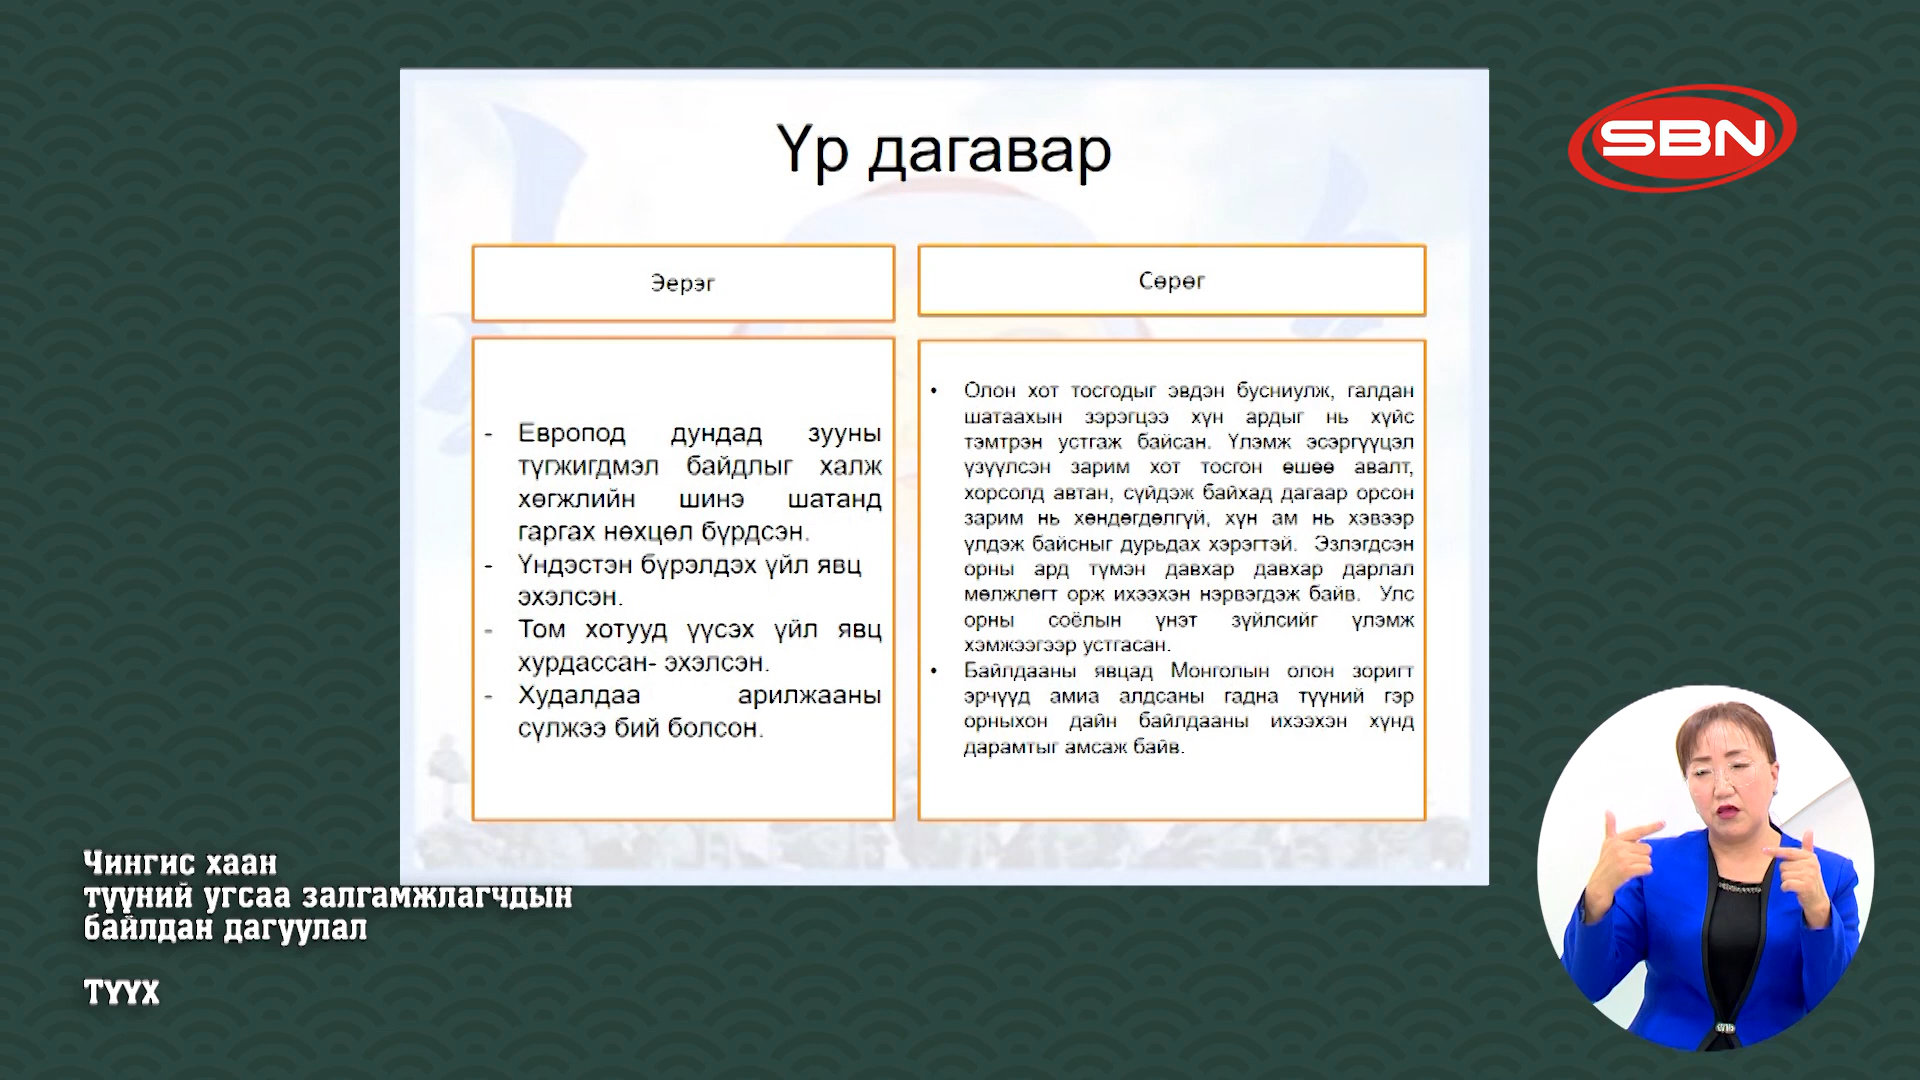 Үр дагавар
SBN
Эерэг
Сөрөг
- Европод дундад зууны
түгжигдмэл байдлыг халж
хөгжлийн шинэ шатанд
гаргах нөхцөл бүрдсэн.
- Үндэстэн бүрэлдэх үйл явц
эхэлсэн.
- Том хотууд үүсэх үйл явц
хурдассан- эхэлсэн.
- Худалдаа арилжааны
сүлжээ бий болсон.
• Олон хот тосгодыг эвдэн бусниулж, галдан
шатаахын зэрэгцээ хүн ардыг нь хүйс
тэмтрэн устгаж байсан. Үлэмж эсэргүүцэл
үзүүлсэн зарим хот тосгон өшөө авалт,
хорсолд автан, сүйдэж байхад дагаар орсон
зарим нь хөндөгдөлгүй, хүн ам нь хэвээр
үлдэж байсныг дурьдах хэрэгтэй. Эзлэгдсэн
орны ард түмэн давхар давхар дарлал
мөлжлөгт орж ихээхэн нэрвэгдэж байв. Улс
орны соёлын үнэт зүйлсийг үлэмж
хэмжээгээр устгасан.
• Байлдааны явцад Монголын олон зоригт
эрчүүд амиа алдсаны гадна түүний гэр
орныхон дайн байлдааны ихээхэн хүнд
дарамтыг амсаж байв.
Чингис хаан
түүний угсаа залгамжлагчдын
байлдан дагуулал
ТҮҮХ